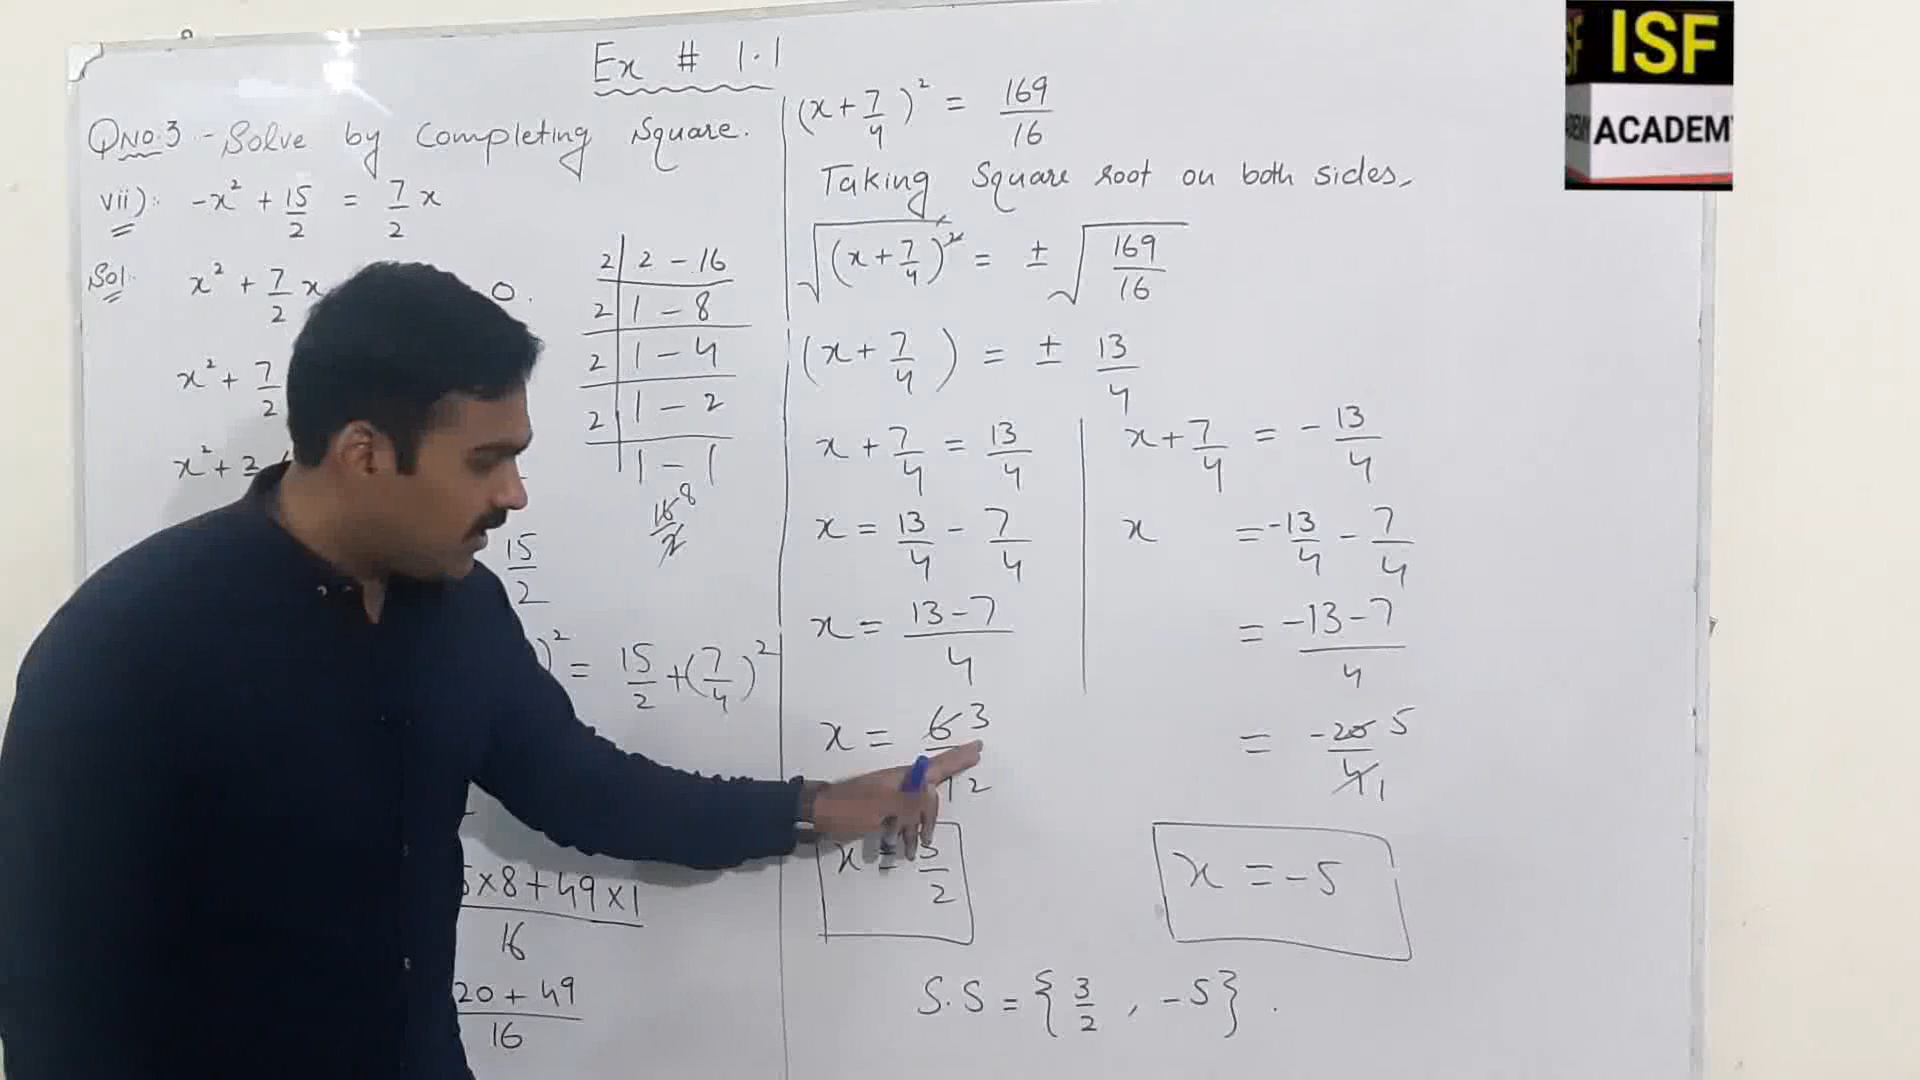 Ex # 1.1
QNO.3 - Solve by Completing Square.
vii):- -x² + 15/2 = 7/2 x
Sol:
x² + 7/2 x
0.
x² + 7/2
x² + 2
15/2
)² = 15/2 + (7/4)²
5×8+49×1 / 16
20+49 / 16
2 | 2 - 16
2 | 1 - 8
2 | 1 - 4
2 | 1 - 2
1 - 1
16/2 8
(x + 7/4)² = 169/16
Taking Square root on both sides,
√(x + 7/4)² = ± √169/16
(x + 7/4) = ± 13/4
x + 7/4 = 13/4
x = 13/4 - 7/4
x = 13-7 / 4
x = 6 3
2
x = 3/2
x + 7/4 = - 13/4
x = -13/4 - 7/4
= -13-7 / 4
= -20/4 5 1
x = -5
S.S = {3/2, -5}.
ISF
ACADEM